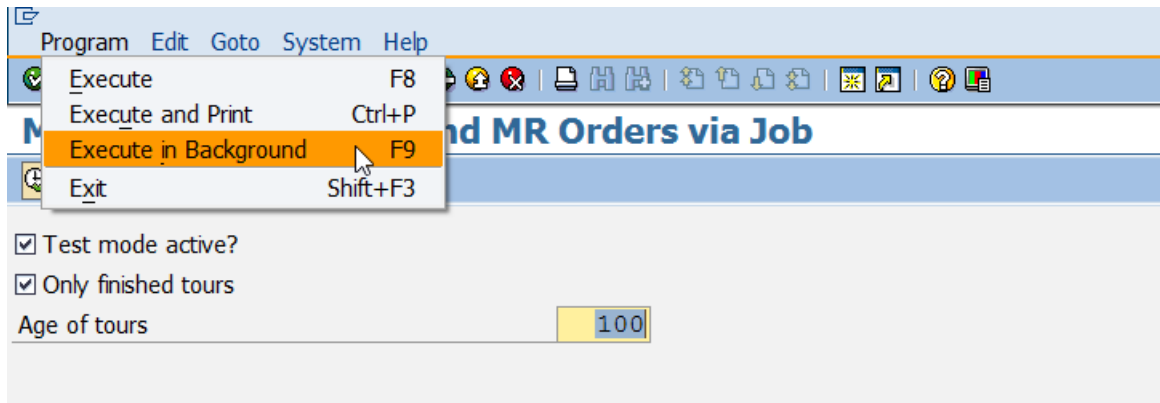 Program Edit Goto System Help
Execute F8
Execute and Print Ctrl+P
Execute in Background F9
Exit Shift+F3
nd MR Orders via Job
Test mode active?
Only finished tours
Age of tours 100